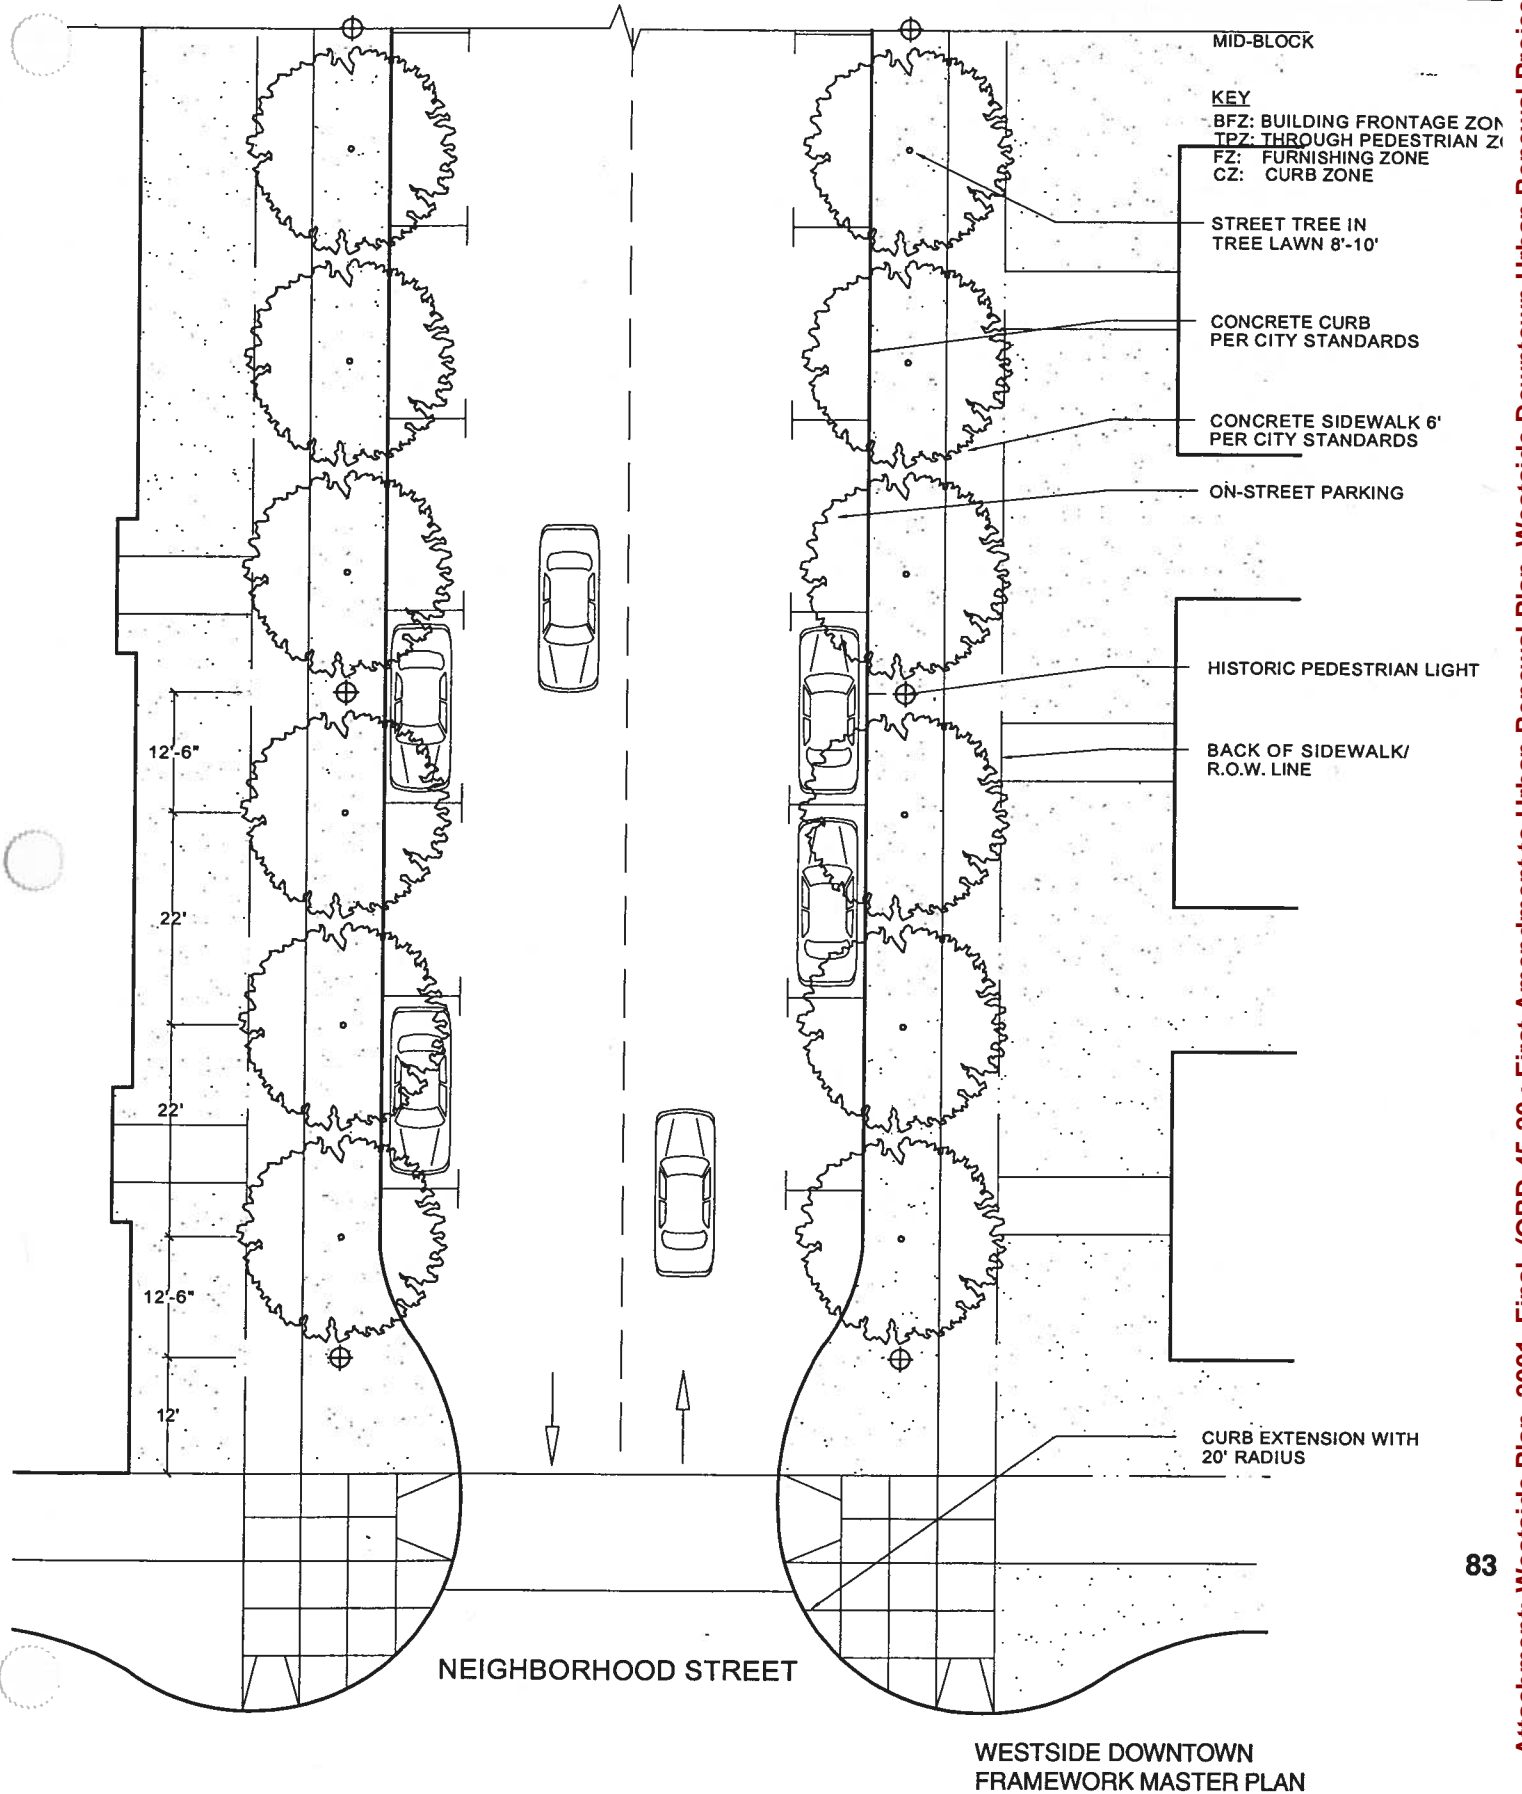 MID-BLOCK
KEY
BFZ: BUILDING FRONTAGE ZON
TPZ: THROUGH PEDESTRIAN Z
FZ: FURNISHING ZONE
CZ: CURB ZONE
STREET TREE IN
TREE LAWN 8'-10'
CONCRETE CURB
PER CITY STANDARDS
CONCRETE SIDEWALK 6'
PER CITY STANDARDS
ON-STREET PARKING
HISTORIC PEDESTRIAN LIGHT
BACK OF SIDEWALK/
R.O.W. LINE
12'-6"
22'
22'
12'-6"
12'
CURB EXTENSION WITH
20' RADIUS
83
NEIGHBORHOOD STREET
WESTSIDE DOWNTOWN
FRAMEWORK MASTER PLAN